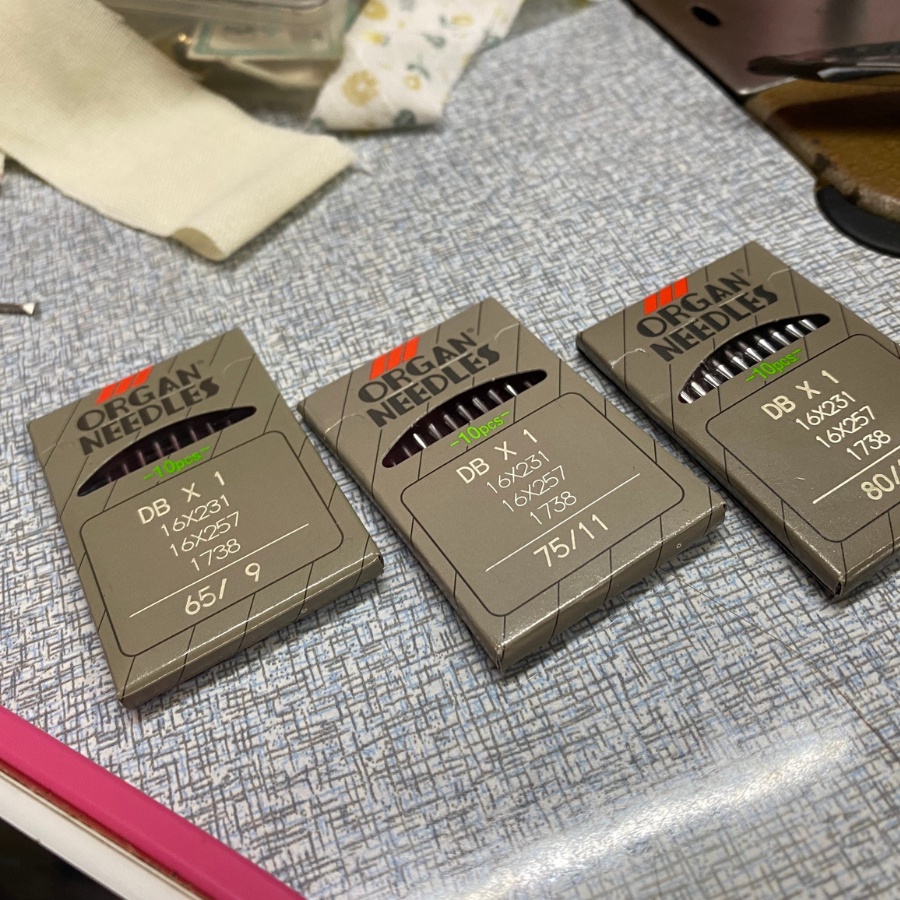 ORGAN®
NEEDLES
-10pcs-
DB X 1
16X231
16X257
1738
65/ 9
ORGAN®
NEEDLES
-10pcs-
DB X 1
16X231
16X257
1738
75/11
ORGAN®
NEEDLES
-10pcs-
DB X 1
16X231
16X257
1738
80/